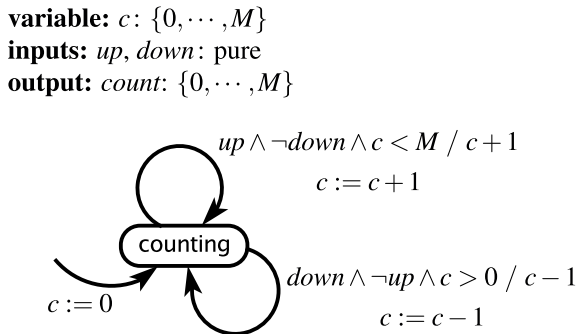 variable: c: {0, ⋯, M}
inputs: up, down: pure
output: count: {0, ⋯, M}
up ∧ ¬down ∧ c < M / c + 1
c := c + 1
counting
c := 0
down ∧ ¬up ∧ c > 0 / c − 1
c := c − 1